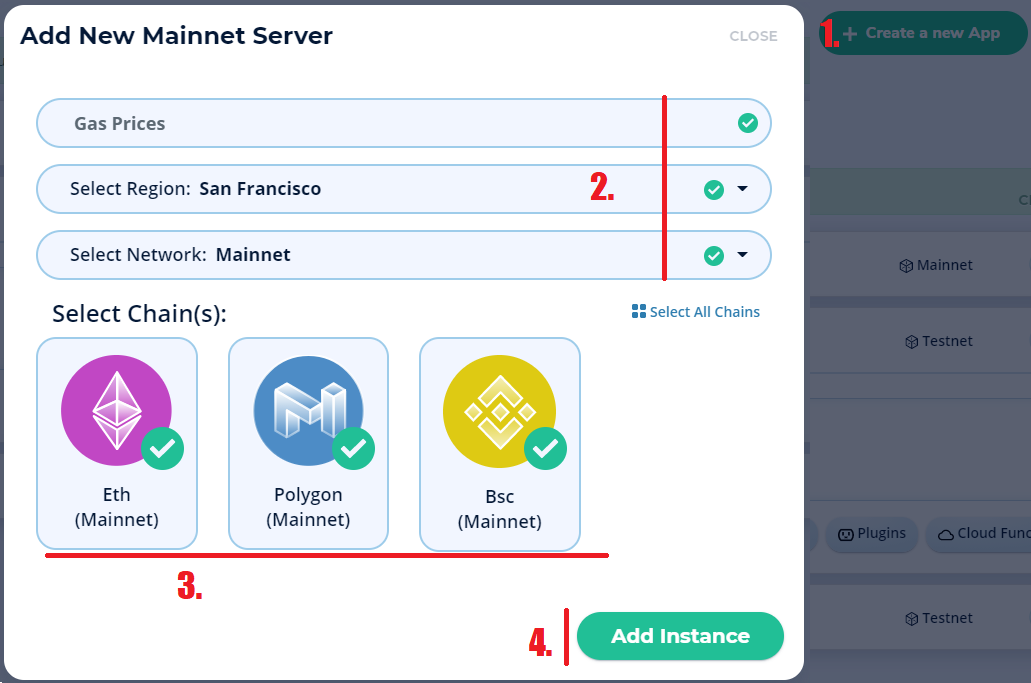 Add New Mainnet Server
CLOSE
1. + Create a new App
Gas Prices
Select Region: San Francisco
2.
Select Network: Mainnet
Select Chain(s):
Select All Chains
Eth
(Mainnet)
Polygon
(Mainnet)
Bsc
(Mainnet)
3.
4.
Add Instance
Mainnet
Testnet
Plugins
Cloud Func
Testnet